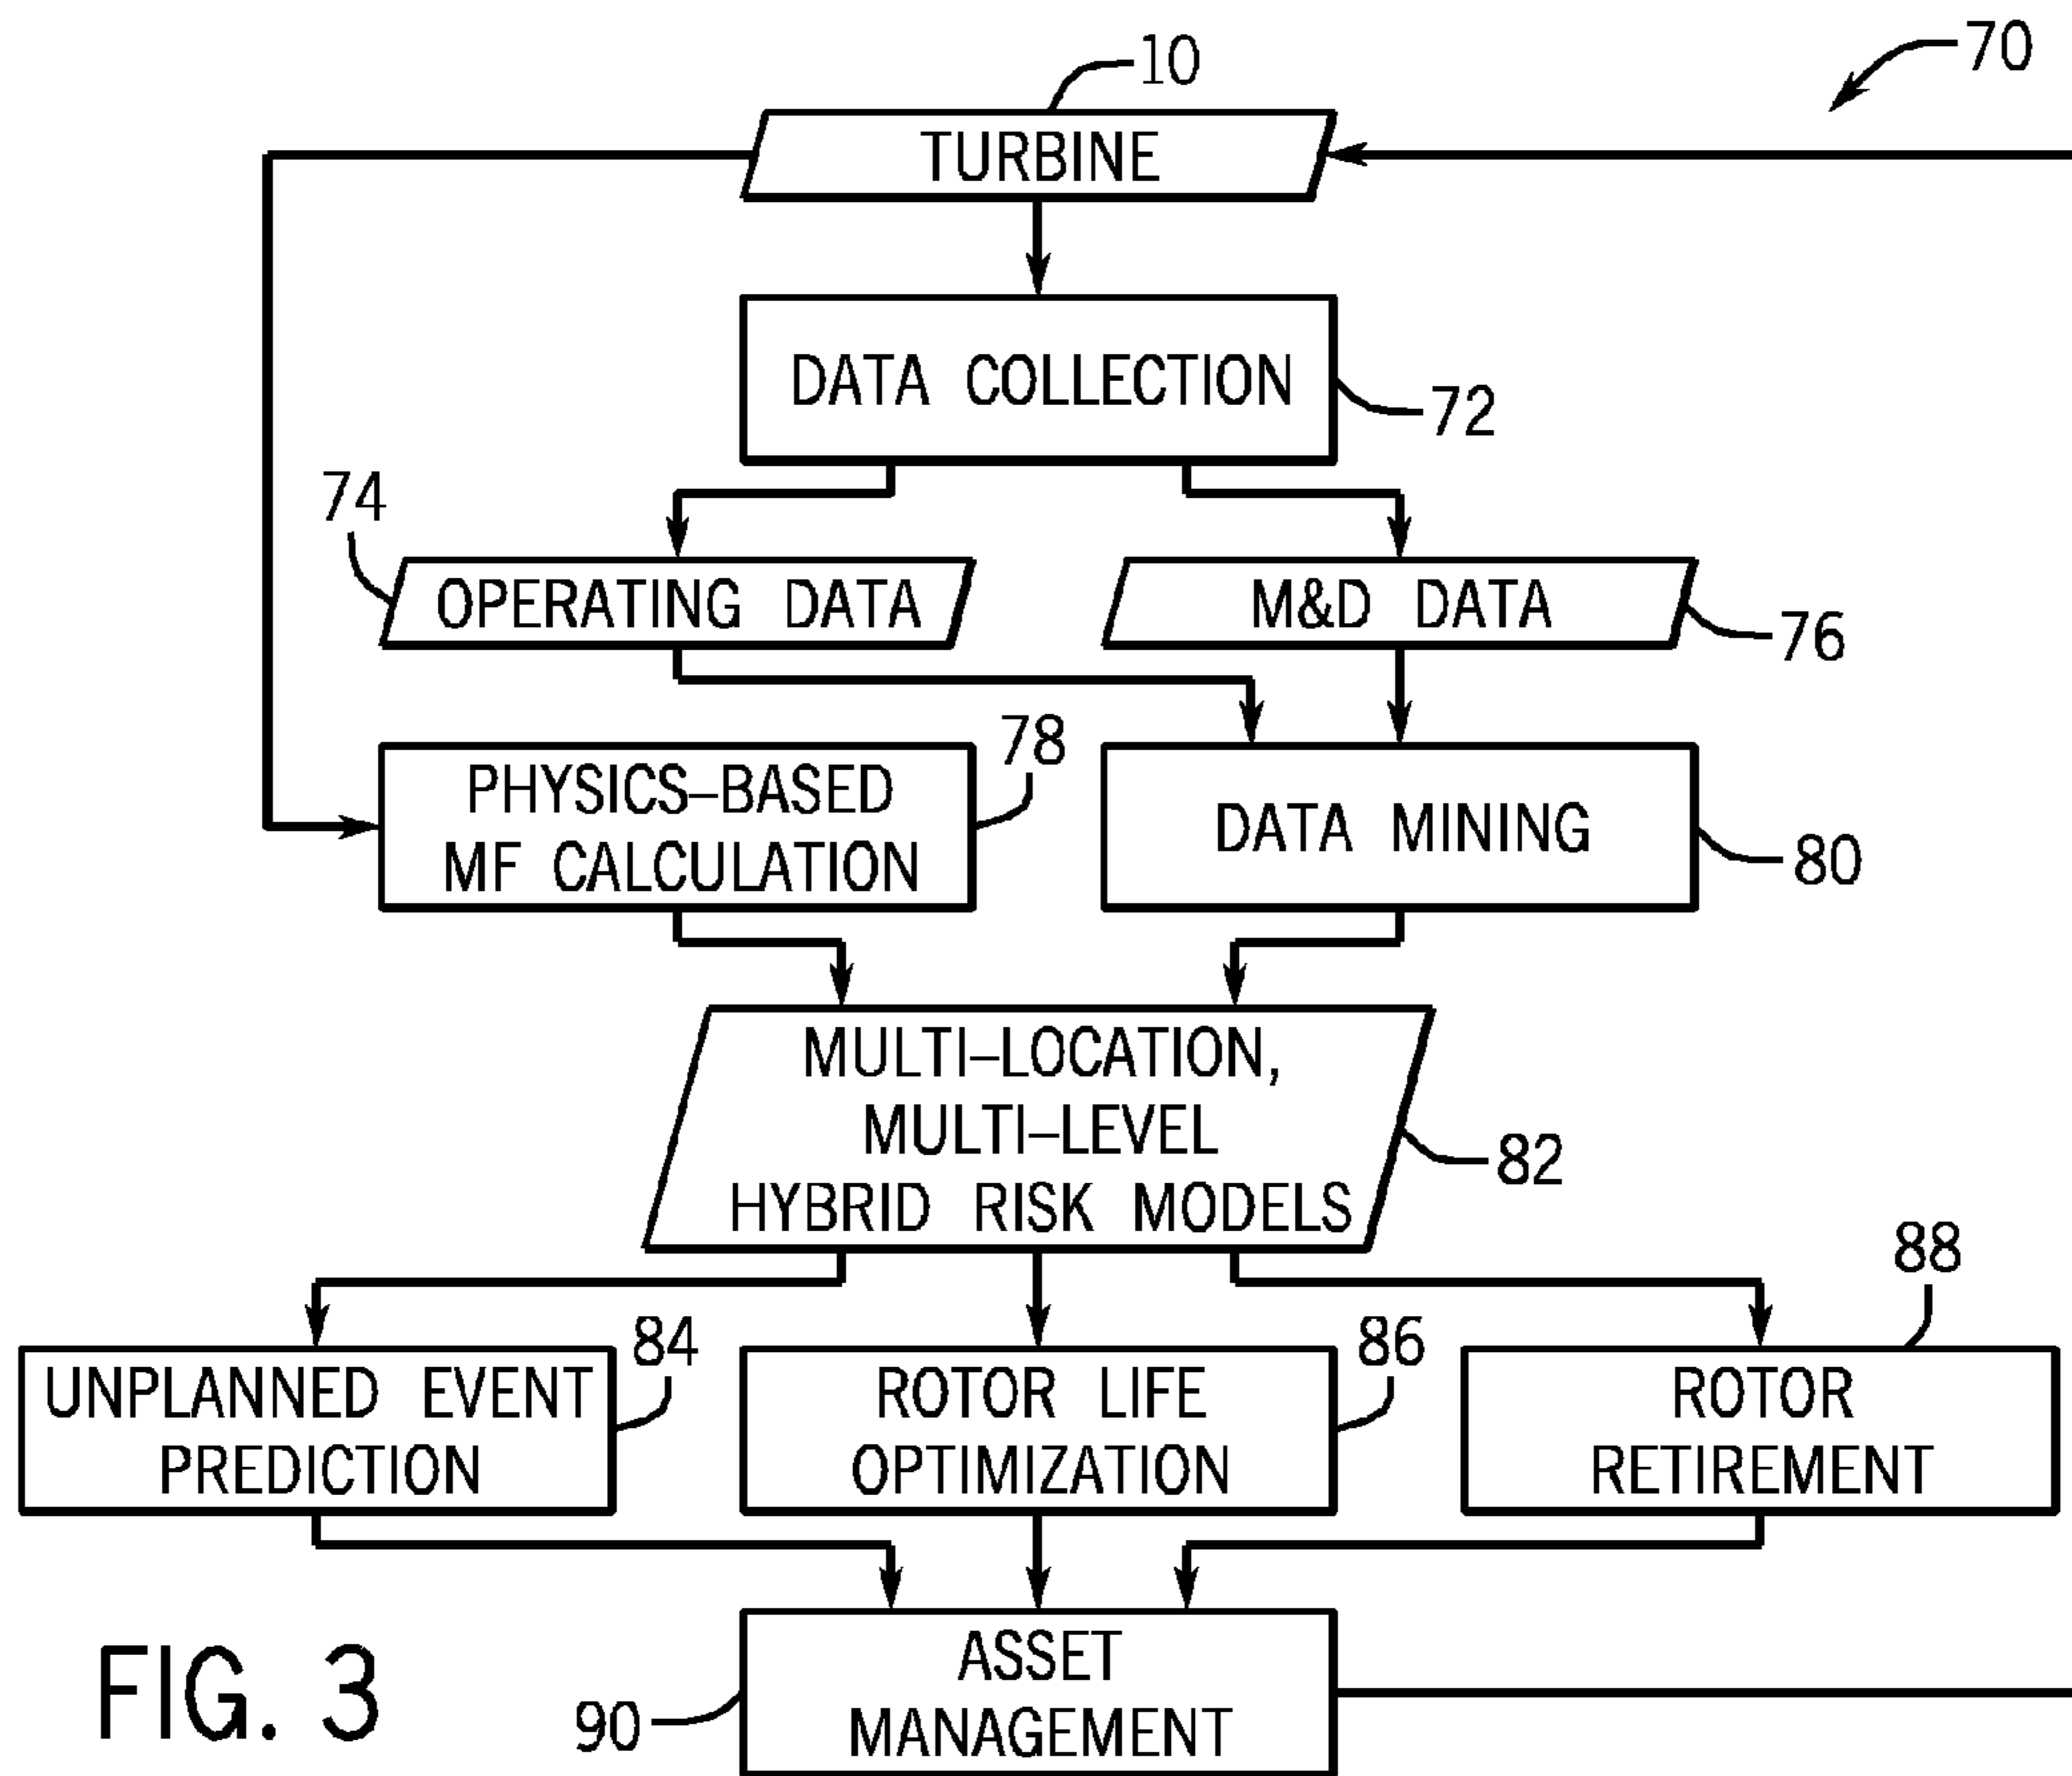 10
70
TURBINE
DATA COLLECTION
72
74
OPERATING DATA
M&D DATA
76
78
PHYSICS–BASED
MF CALCULATION
DATA MINING
80
MULTI–LOCATION,
MULTI–LEVEL
HYBRID RISK MODELS
82
84
86
88
UNPLANNED EVENT
PREDICTION
ROTOR LIFE
OPTIMIZATION
ROTOR
RETIREMENT
ASSET
MANAGEMENT
90
FIG. 3